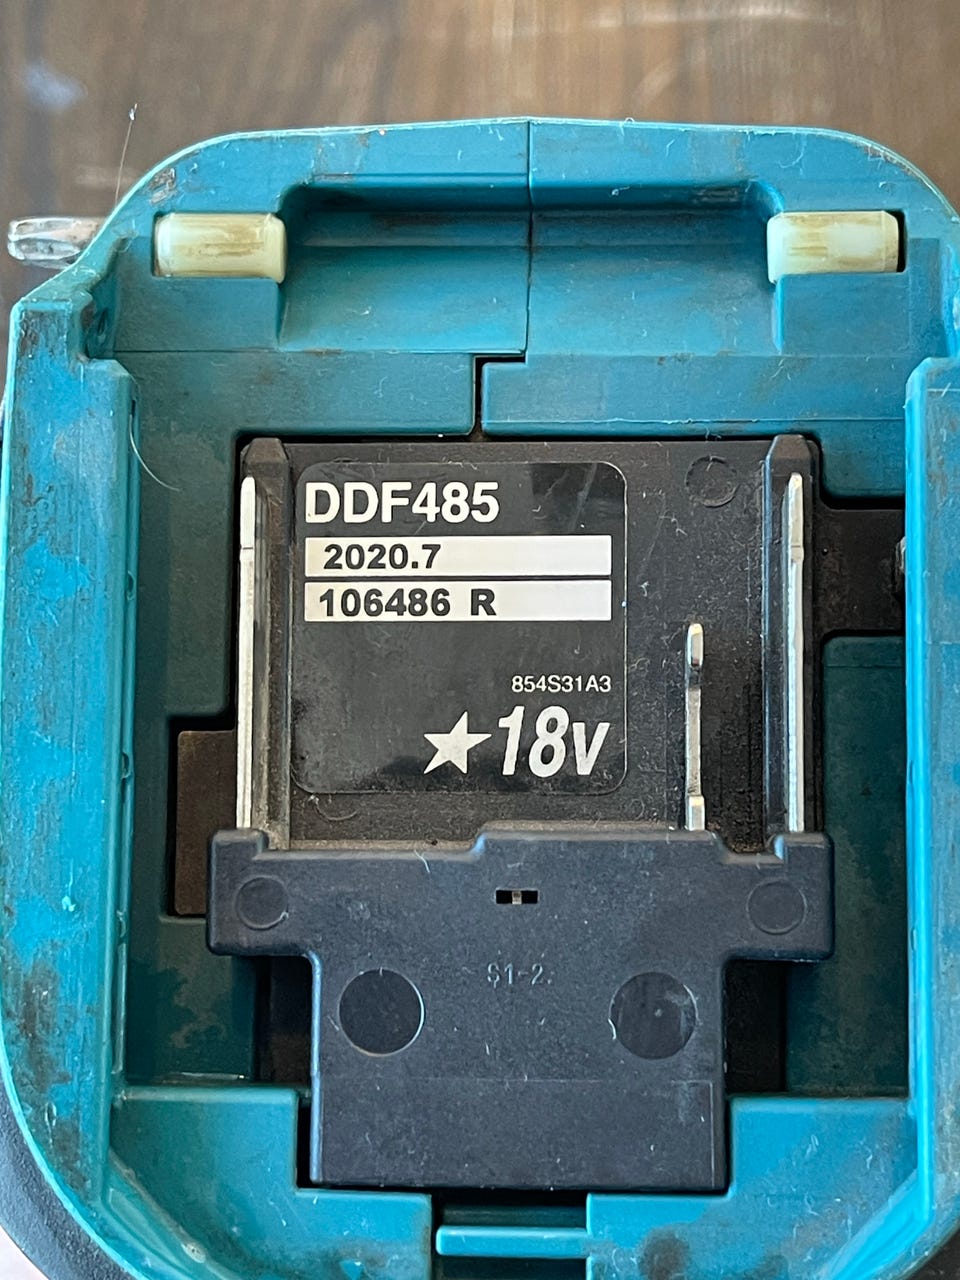 DDF485
2020.7
106486 R
854S31A3
★18V
S1-2.